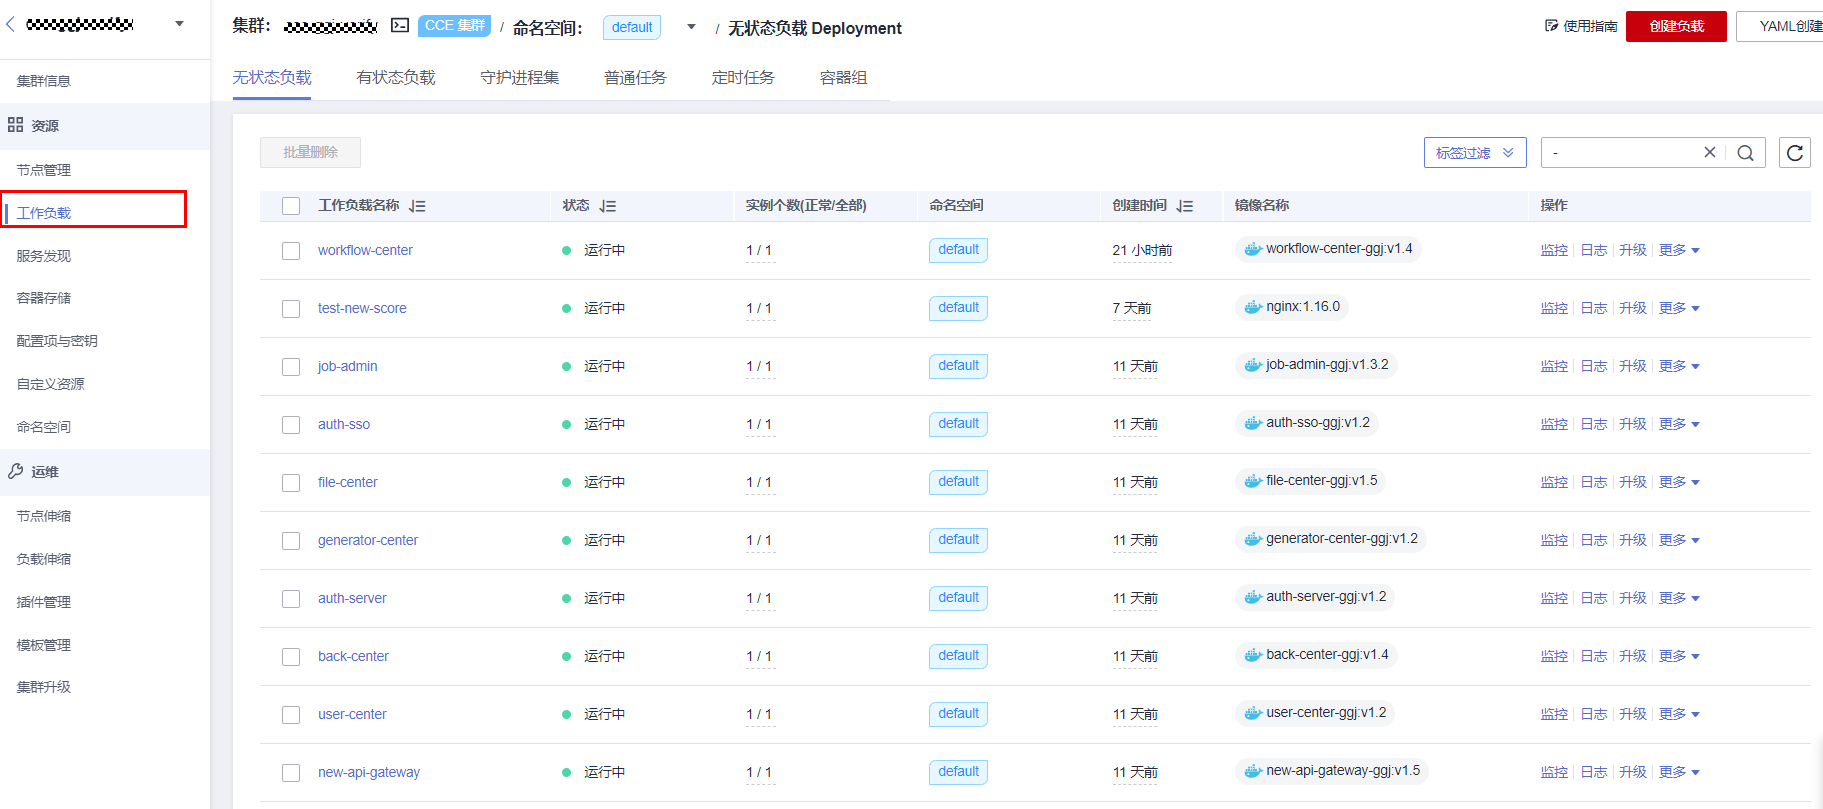 集群: CCE 集群 / 命名空间: default / 无状态负载 Deployment
使用指南 创建负载 YAML创建
集群信息
资源
节点管理
工作负载
服务发现
容器存储
配置项与密钥
自定义资源
命名空间
运维
节点伸缩
负载伸缩
插件管理
模板管理
集群升级
无状态负载 有状态负载 守护进程集 普通任务 定时任务 容器组
批量删除 标签过滤 -
工作负载名称 状态 实例个数(正常/全部) 命名空间 创建时间 镜像名称 操作
workflow-center 运行中 1 / 1 default 21 小时前 workflow-center-ggj:v1.4 监控 日志 升级 更多
test-new-score 运行中 1 / 1 default 7 天前 nginx:1.16.0 监控 日志 升级 更多
job-admin 运行中 1 / 1 default 11 天前 job-admin-ggj:v1.3.2 监控 日志 升级 更多
auth-sso 运行中 1 / 1 default 11 天前 auth-sso-ggj:v1.2 监控 日志 升级 更多
file-center 运行中 1 / 1 default 11 天前 file-center-ggj:v1.5 监控 日志 升级 更多
generator-center 运行中 1 / 1 default 11 天前 generator-center-ggj:v1.2 监控 日志 升级 更多
auth-server 运行中 1 / 1 default 11 天前 auth-server-ggj:v1.2 监控 日志 升级 更多
back-center 运行中 1 / 1 default 11 天前 back-center-ggj:v1.4 监控 日志 升级 更多
user-center 运行中 1 / 1 default 11 天前 user-center-ggj:v1.2 监控 日志 升级 更多
new-api-gateway 运行中 1 / 1 default 11 天前 new-api-gateway-ggj:v1.5 监控 日志 升级 更多